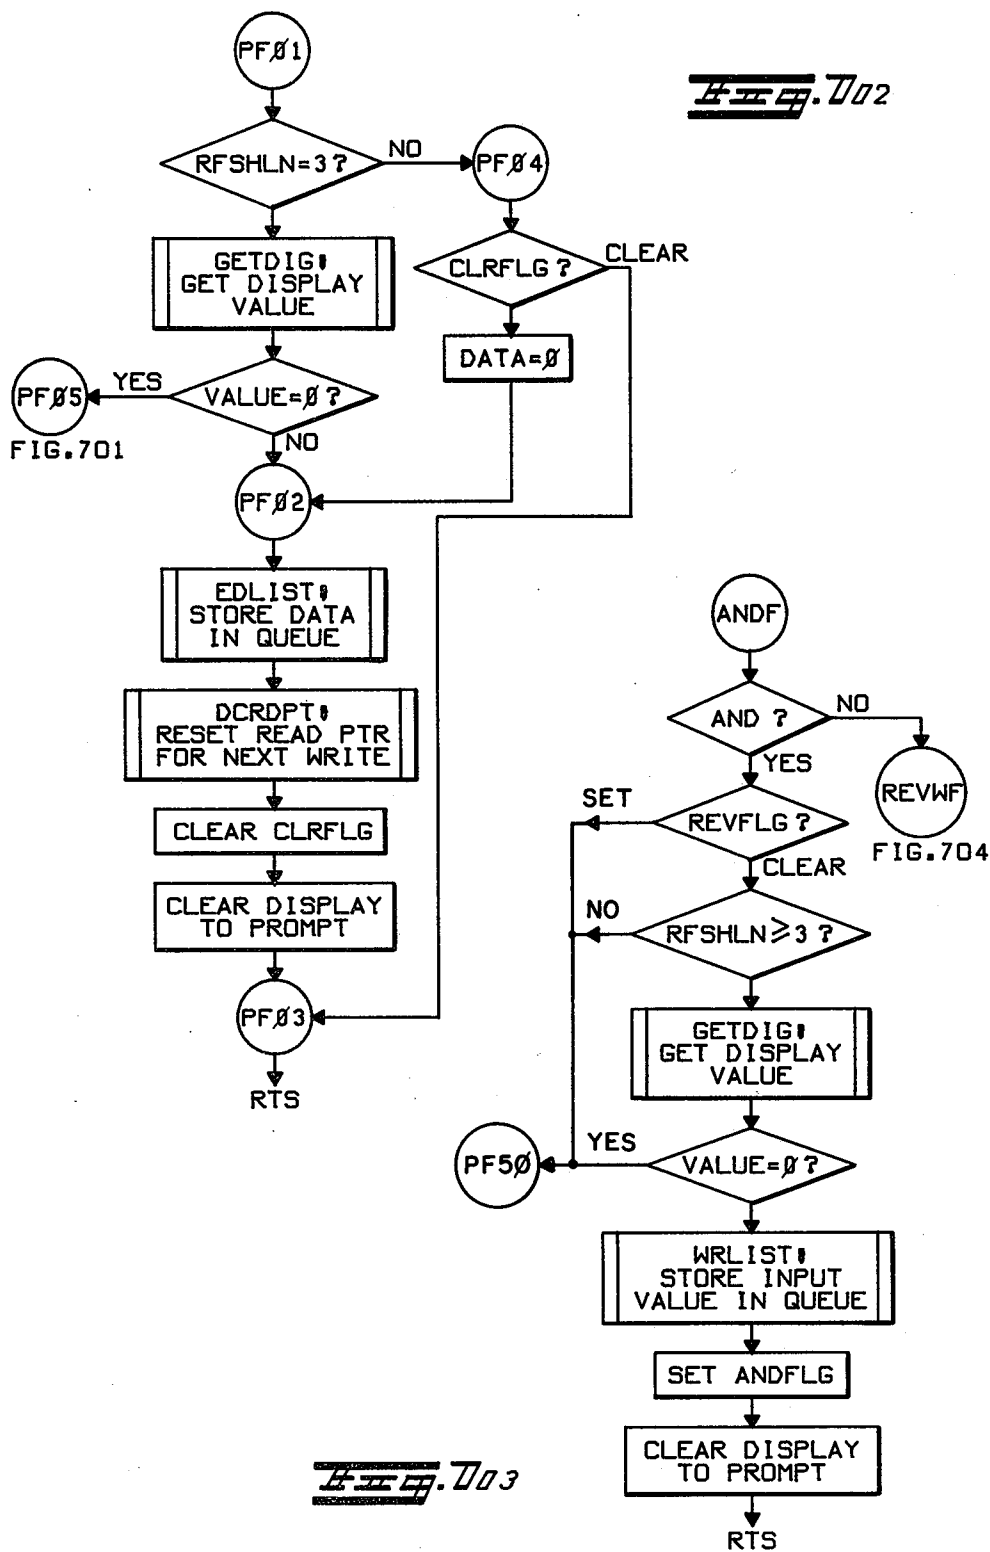 PFØ1
Fig. 702
RFSHLN=3?
NO
PFØ4
GETDIG:
GET DISPLAY
VALUE
CLRFLG?
CLEAR
DATA=Ø
PFØ5
YES
VALUE=Ø?
FIG.701
NO
PFØ2
EDLIST:
STORE DATA
IN QUEUE
DCRDPT:
RESET READ PTR
FOR NEXT WRITE
CLEAR CLRFLG
CLEAR DISPLAY
TO PROMPT
PFØ3
RTS
ANDF
AND ?
NO
YES
REVWF
FIG.704
SET
REVFLG?
CLEAR
NO
RFSHLN≥3?
GETDIG:
GET DISPLAY
VALUE
PF5Ø
YES
VALUE=Ø?
WRLIST:
STORE INPUT
VALUE IN QUEUE
SET ANDFLG
CLEAR DISPLAY
TO PROMPT
RTS
Fig. 703